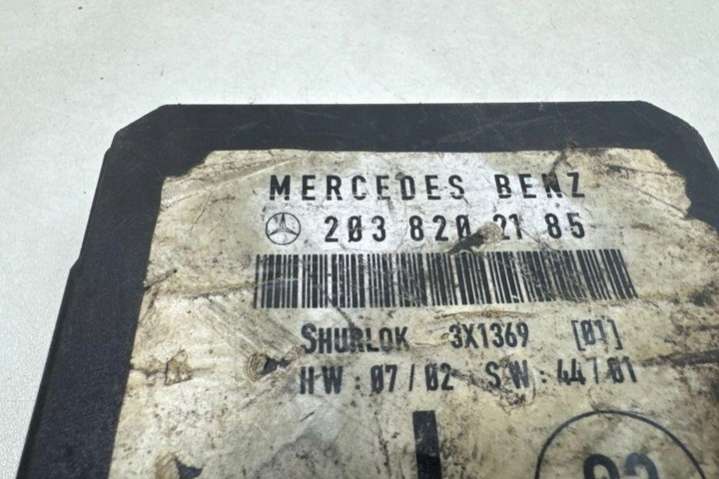 MERCEDES BENZ
203 820 21 85
SHURLOK 3X1369 [01]
HW : 07 / 02 SW : 44 / 01